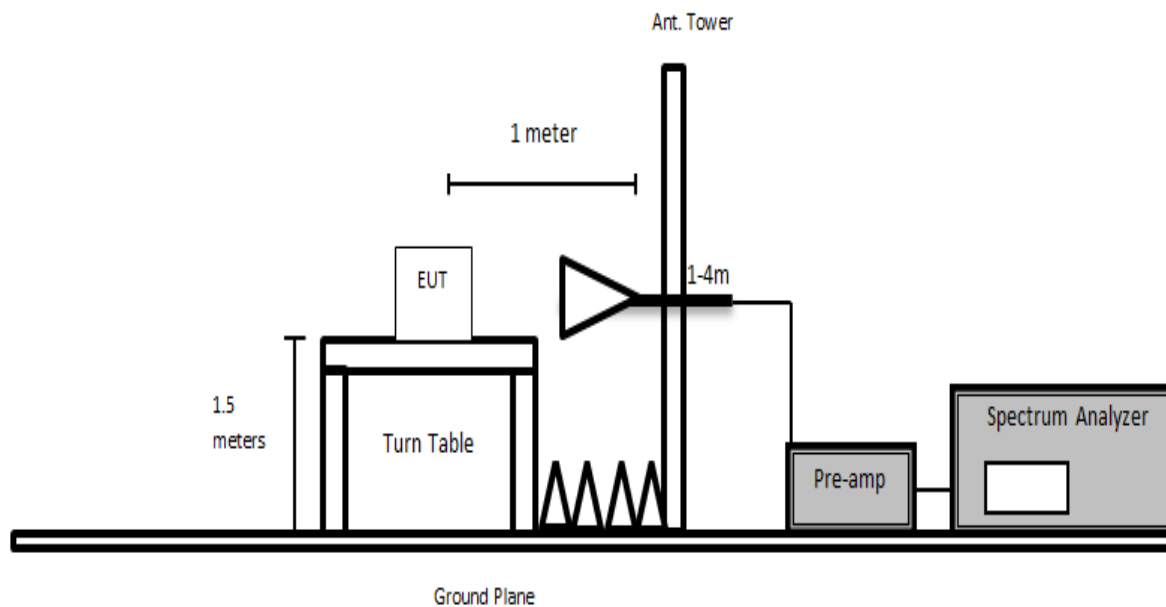 Ant. Tower
1 meter
1-4m
EUT
1.5
meters
Turn Table
Spectrum Analyzer
Pre-amp
Ground Plane